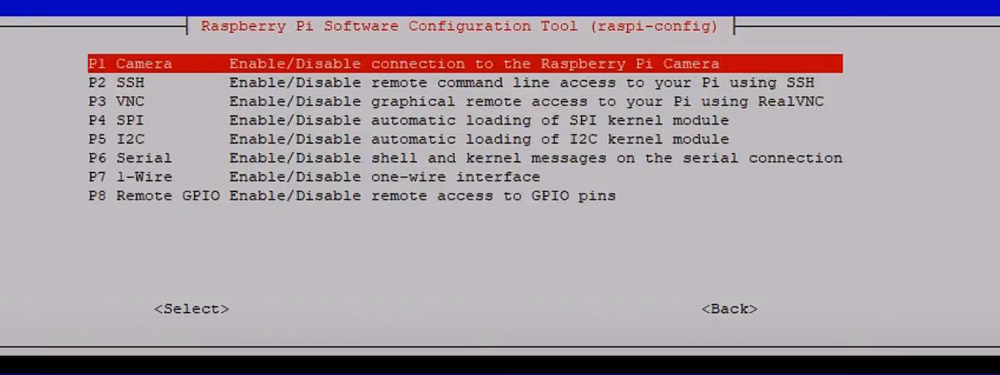 Raspberry Pi Software Configuration Tool (raspi-config)
P1 Camera Enable/Disable connection to the Raspberry Pi Camera
P2 SSH Enable/Disable remote command line access to your Pi using SSH
P3 VNC Enable/Disable graphical remote access to your Pi using RealVNC
P4 SPI Enable/Disable automatic loading of SPI kernel module
P5 I2C Enable/Disable automatic loading of I2C kernel module
P6 Serial Enable/Disable shell and kernel messages on the serial connection
P7 1-Wire Enable/Disable one-wire interface
P8 Remote GPIO Enable/Disable remote access to GPIO pins
<Select> <Back>